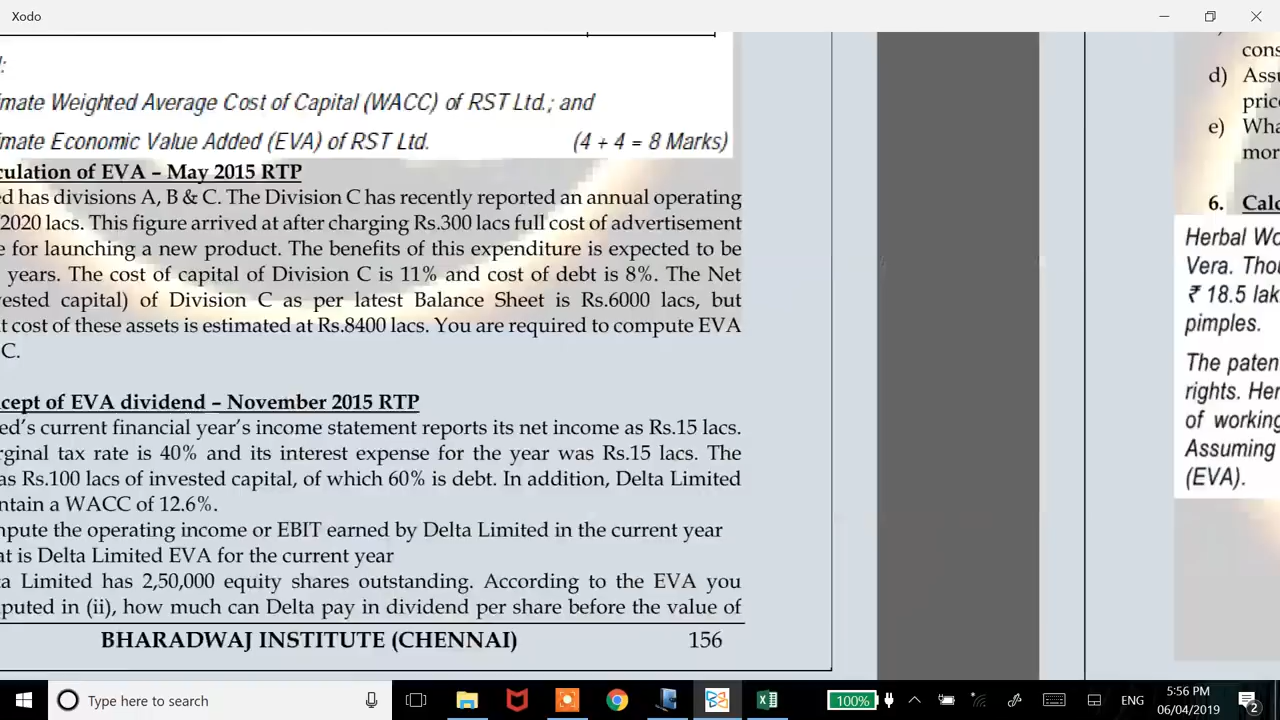 Xodo
d:
imate Weighted Average Cost of Capital (WACC) of RST Ltd.; and
imate Economic Value Added (EVA) of RST Ltd. (4 + 4 = 8 Marks)
culation of EVA – May 2015 RTP
ed has divisions A, B & C. The Division C has recently reported an annual operating
2020 lacs. This figure arrived at after charging Rs.300 lacs full cost of advertisement
e for launching a new product. The benefits of this expenditure is expected to be
years. The cost of capital of Division C is 11% and cost of debt is 8%. The Net
vested capital) of Division C as per latest Balance Sheet is Rs.6000 lacs, but
t cost of these assets is estimated at Rs.8400 lacs. You are required to compute EVA
C.
ncept of EVA dividend – November 2015 RTP
ed's current financial year's income statement reports its net income as Rs.15 lacs.
rginal tax rate is 40% and its interest expense for the year was Rs.15 lacs. The
as Rs.100 lacs of invested capital, of which 60% is debt. In addition, Delta Limited
ntain a WACC of 12.6%.
mpute the operating income or EBIT earned by Delta Limited in the current year
at is Delta Limited EVA for the current year
ta Limited has 2,50,000 equity shares outstanding. According to the EVA you
mputed in (ii), how much can Delta pay in dividend per share before the value of
BHARADWAJ INSTITUTE (CHENNAI) 156
cons
d) Assu
price
e) Wha
mor
6. Calc
Herbal Wo
Vera. Thou
₹ 18.5 lak
pimples.
The paten
rights. Her
of working
Assuming
(EVA).
Type here to search
100%
ENG
5:56 PM
06/04/2019
2